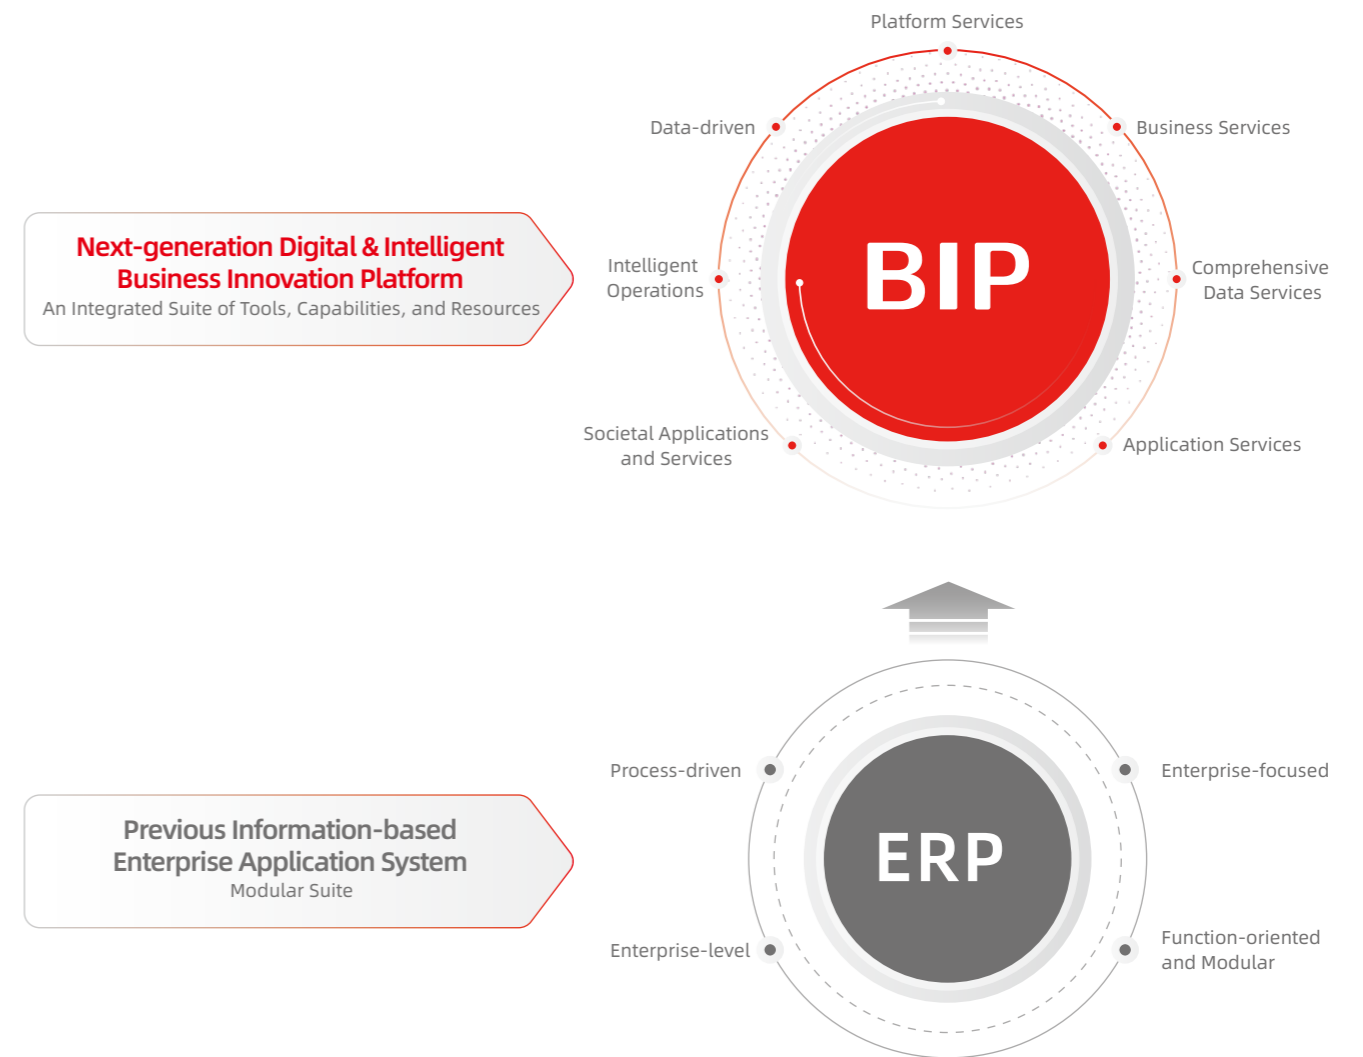 Platform Services
Data-driven
Business Services
Next-generation Digital & Intelligent
Business Innovation Platform
An Integrated Suite of Tools, Capabilities, and Resources
Intelligent
Operations
BIP
Comprehensive
Data Services
Societal Applications
and Services
Application Services
Process-driven
Enterprise-focused
Previous Information-based
Enterprise Application System
Modular Suite
ERP
Enterprise-level
Function-oriented
and Modular